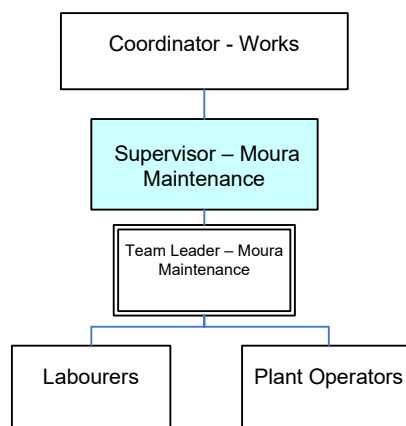 Coordinator - Works
Supervisor – Moura
Maintenance
Team Leader – Moura
Maintenance
Labourers
Plant Operators